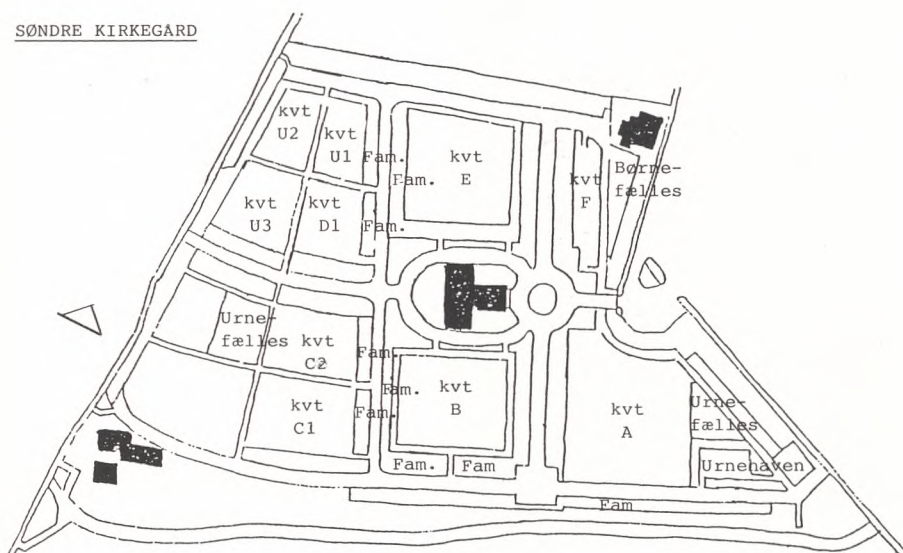 SØNDRE KIRKEGÅRD
kvt
U2
kvt
U1
Fam.
kvt
E
Fam.
Børne-
fælles
kvt
F
kvt
U3
kvt
D1
Fam.
Urne-
fælles
kvt
C2
Fam.
Fam.
kvt
B
kvt
C1
Fam.
kvt
A
Urne-
fælles
Fam.
Fam
Urnehaven
Fam